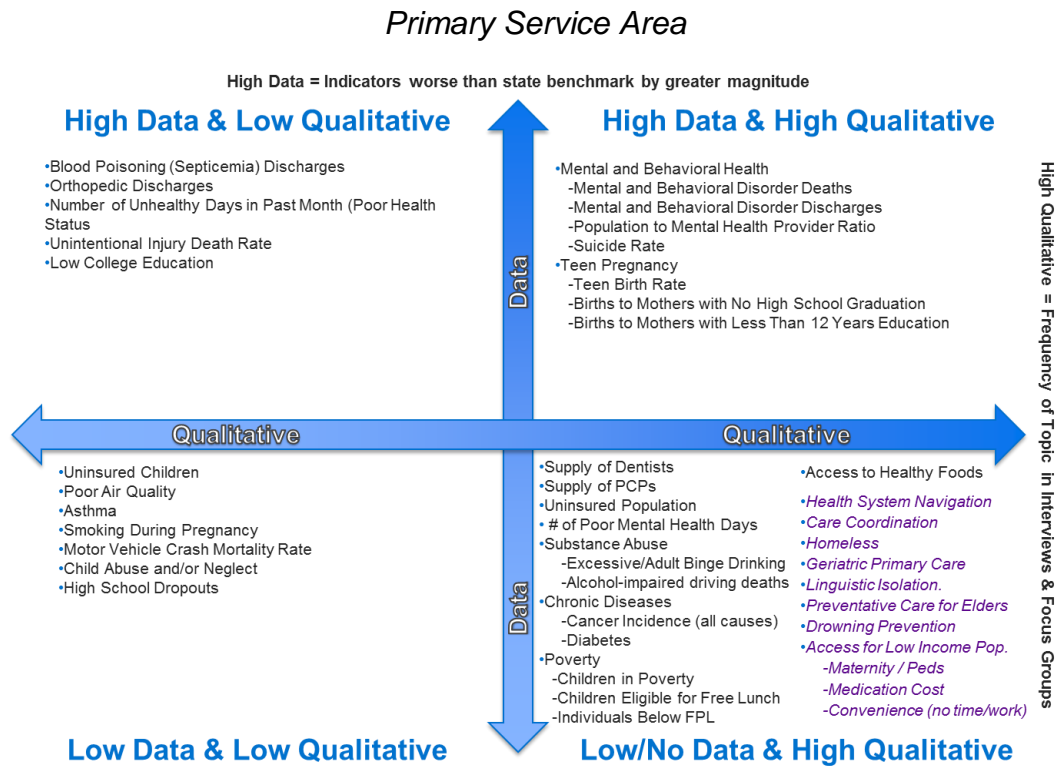 Primary Service Area
High Data = Indicators worse than state benchmark by greater magnitude
High Data & Low Qualitative
•Blood Poisoning (Septicemia) Discharges
•Orthopedic Discharges
•Number of Unhealthy Days in Past Month (Poor Health
Status
•Unintentional Injury Death Rate
•Low College Education
High Data & High Qualitative
•Mental and Behavioral Health
-Mental and Behavioral Disorder Deaths
-Mental and Behavioral Disorder Discharges
-Population to Mental Health Provider Ratio
-Suicide Rate
•Teen Pregnancy
-Teen Birth Rate
-Births to Mothers with No High School Graduation
-Births to Mothers with Less Than 12 Years Education
Data
High Qualitative = Frequency of Topic in Interviews & Focus Groups
Qualitative
Qualitative
•Uninsured Children
•Poor Air Quality
•Asthma
•Smoking During Pregnancy
•Motor Vehicle Crash Mortality Rate
•Child Abuse and/or Neglect
•High School Dropouts
Data
•Supply of Dentists
•Supply of PCPs
•Uninsured Population
• # of Poor Mental Health Days
•Substance Abuse
-Excessive/Adult Binge Drinking
-Alcohol-impaired driving deaths
•Chronic Diseases
-Cancer Incidence (all causes)
-Diabetes
•Poverty
-Children in Poverty
-Children Eligible for Free Lunch
-Individuals Below FPL
•Access to Healthy Foods
•Health System Navigation
•Care Coordination
•Homeless
•Geriatric Primary Care
•Linguistic Isolation.
•Preventative Care for Elders
•Drowning Prevention
•Access for Low Income Pop.
-Maternity / Peds
-Medication Cost
-Convenience (no time/work)
Low Data & Low Qualitative
Low/No Data & High Qualitative